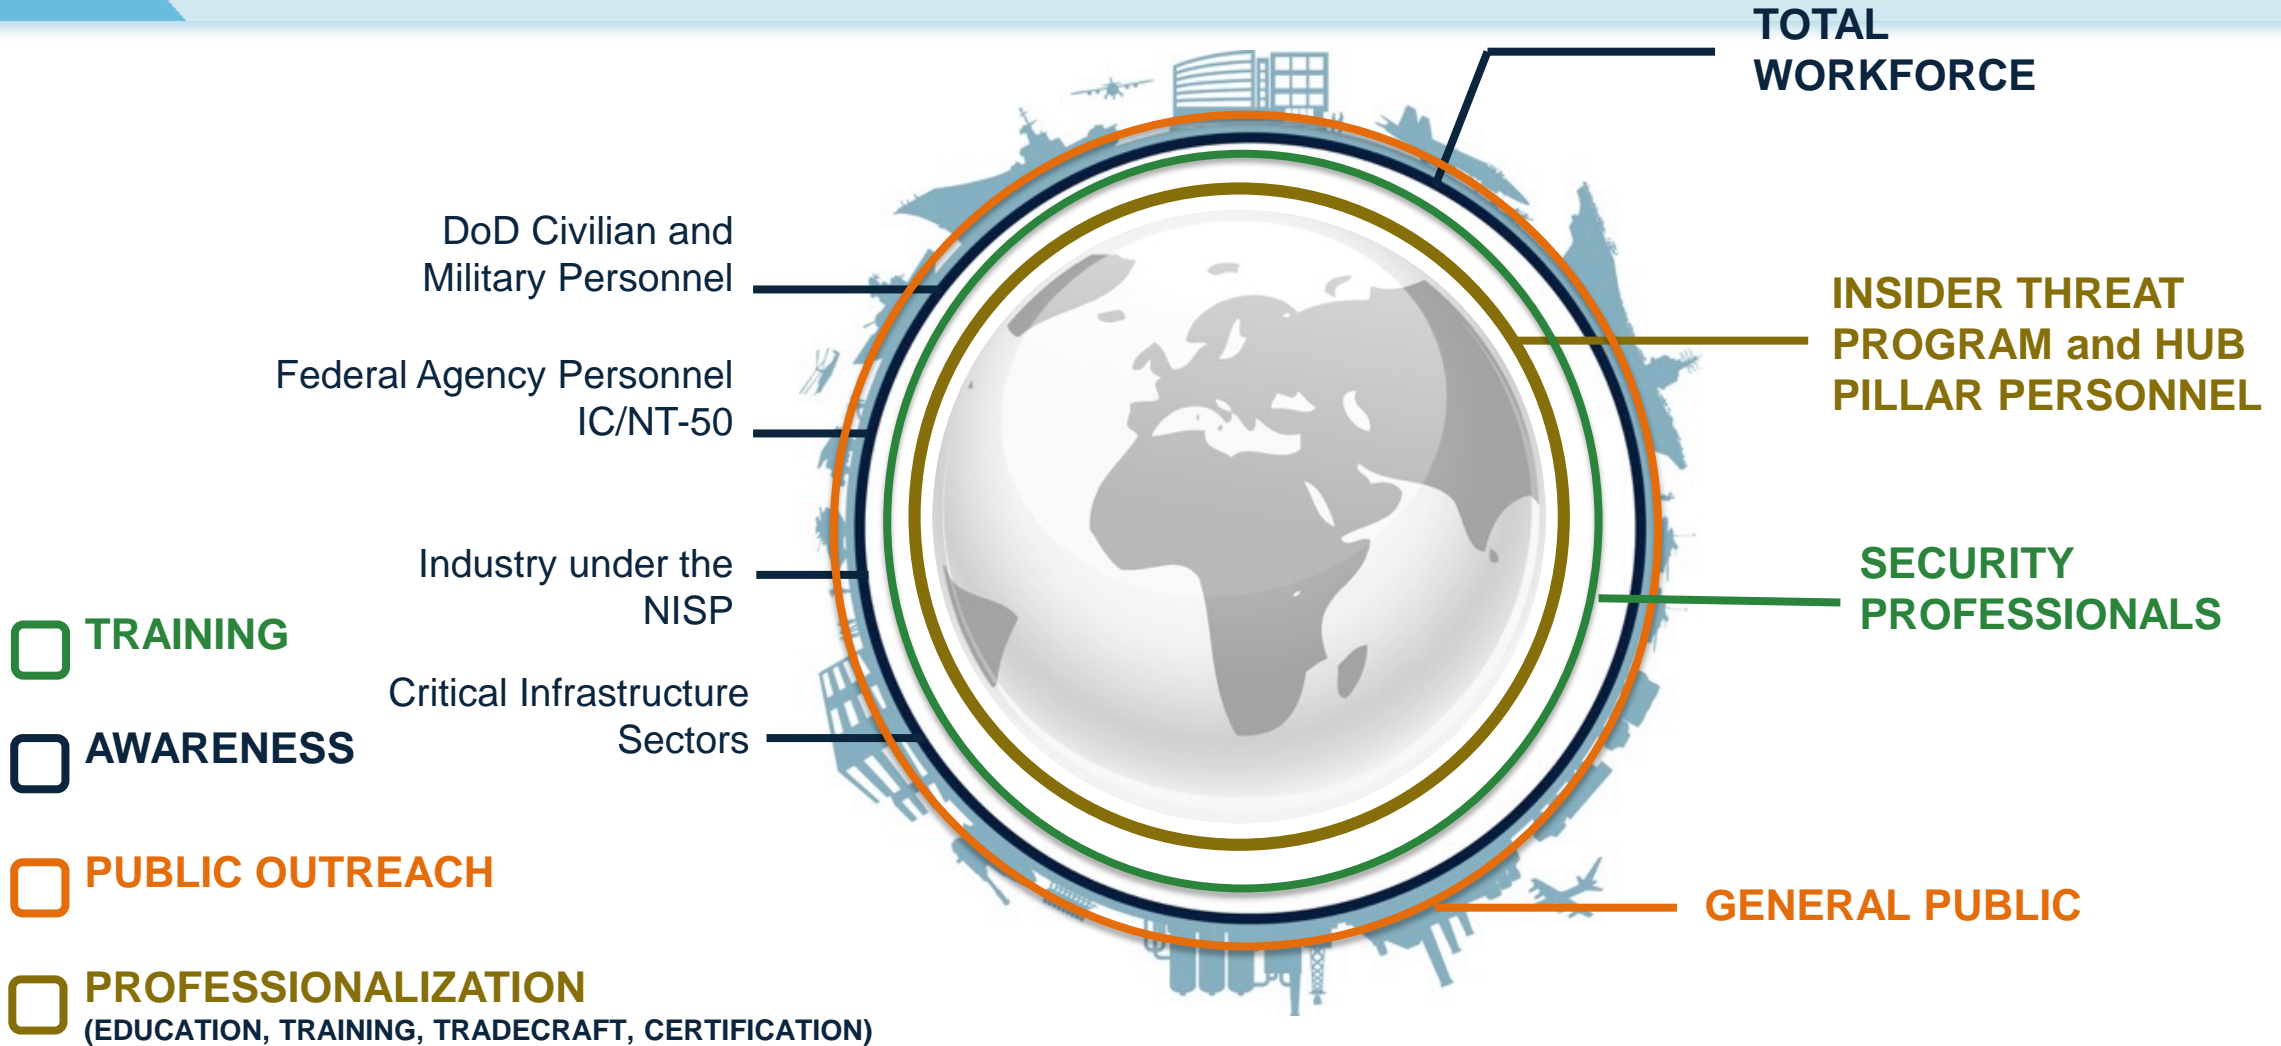 TOTAL
WORKFORCE
DoD Civilian and
Military Personnel
INSIDER THREAT
PROGRAM and HUB
PILLAR PERSONNEL
Federal Agency Personnel
IC/NT-50
Industry under the
NISP
SECURITY
PROFESSIONALS
TRAINING
Critical Infrastructure
Sectors
AWARENESS
PUBLIC OUTREACH
GENERAL PUBLIC
PROFESSIONALIZATION
(EDUCATION, TRAINING, TRADECRAFT, CERTIFICATION)